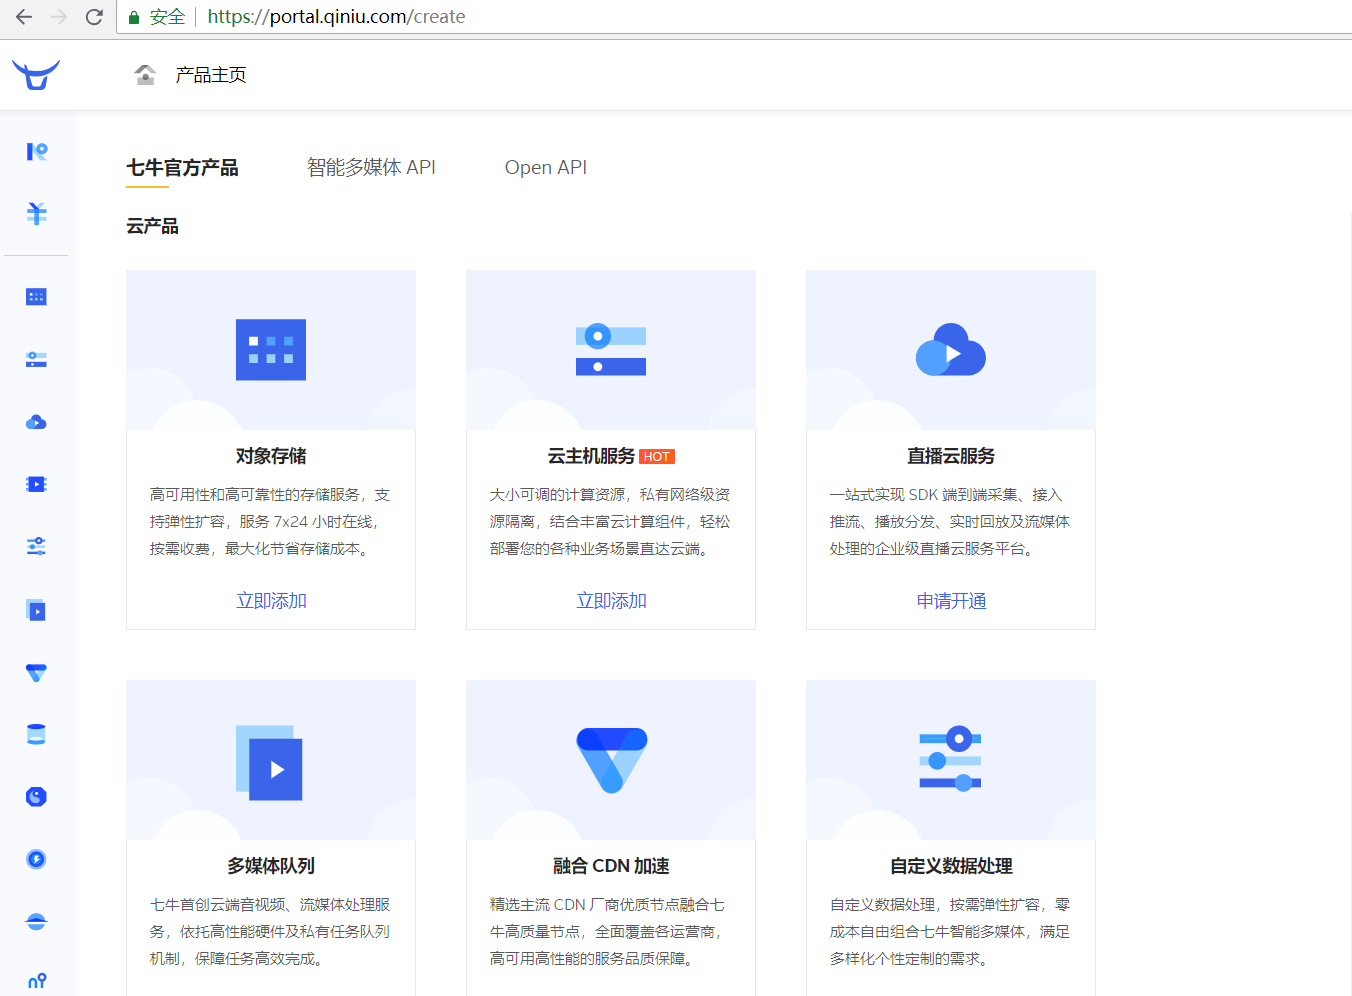 安全 https://portal.qiniu.com/create
产品主页
七牛官方产品 智能多媒体 API Open API
云产品
对象存储
高可用性和高可靠性的存储服务，支
持弹性扩容，服务 7x24 小时在线，
按需收费，最大化节省存储成本。
立即添加
云主机服务 HOT
大小可调的计算资源，私有网络级资
源隔离，结合丰富云计算组件，轻松
部署您的各种业务场景直达云端。
立即添加
直播云服务
一站式实现 SDK 端到端采集、接入
推流、播放分发、实时回放及流媒体
处理的企业级直播云服务平台。
申请开通
多媒体队列
七牛首创云端音视频、流媒体处理服
务，依托高性能硬件及私有任务队列
机制，保障任务高效完成。
融合 CDN 加速
精选主流 CDN 厂商优质节点融合七
牛高质量节点，全面覆盖各运营商，
高可用高性能的服务品质保障。
自定义数据处理
自定义数据处理，按需弹性扩容，零
成本自由组合七牛智能多媒体，满足
多样化个性定制的需求。